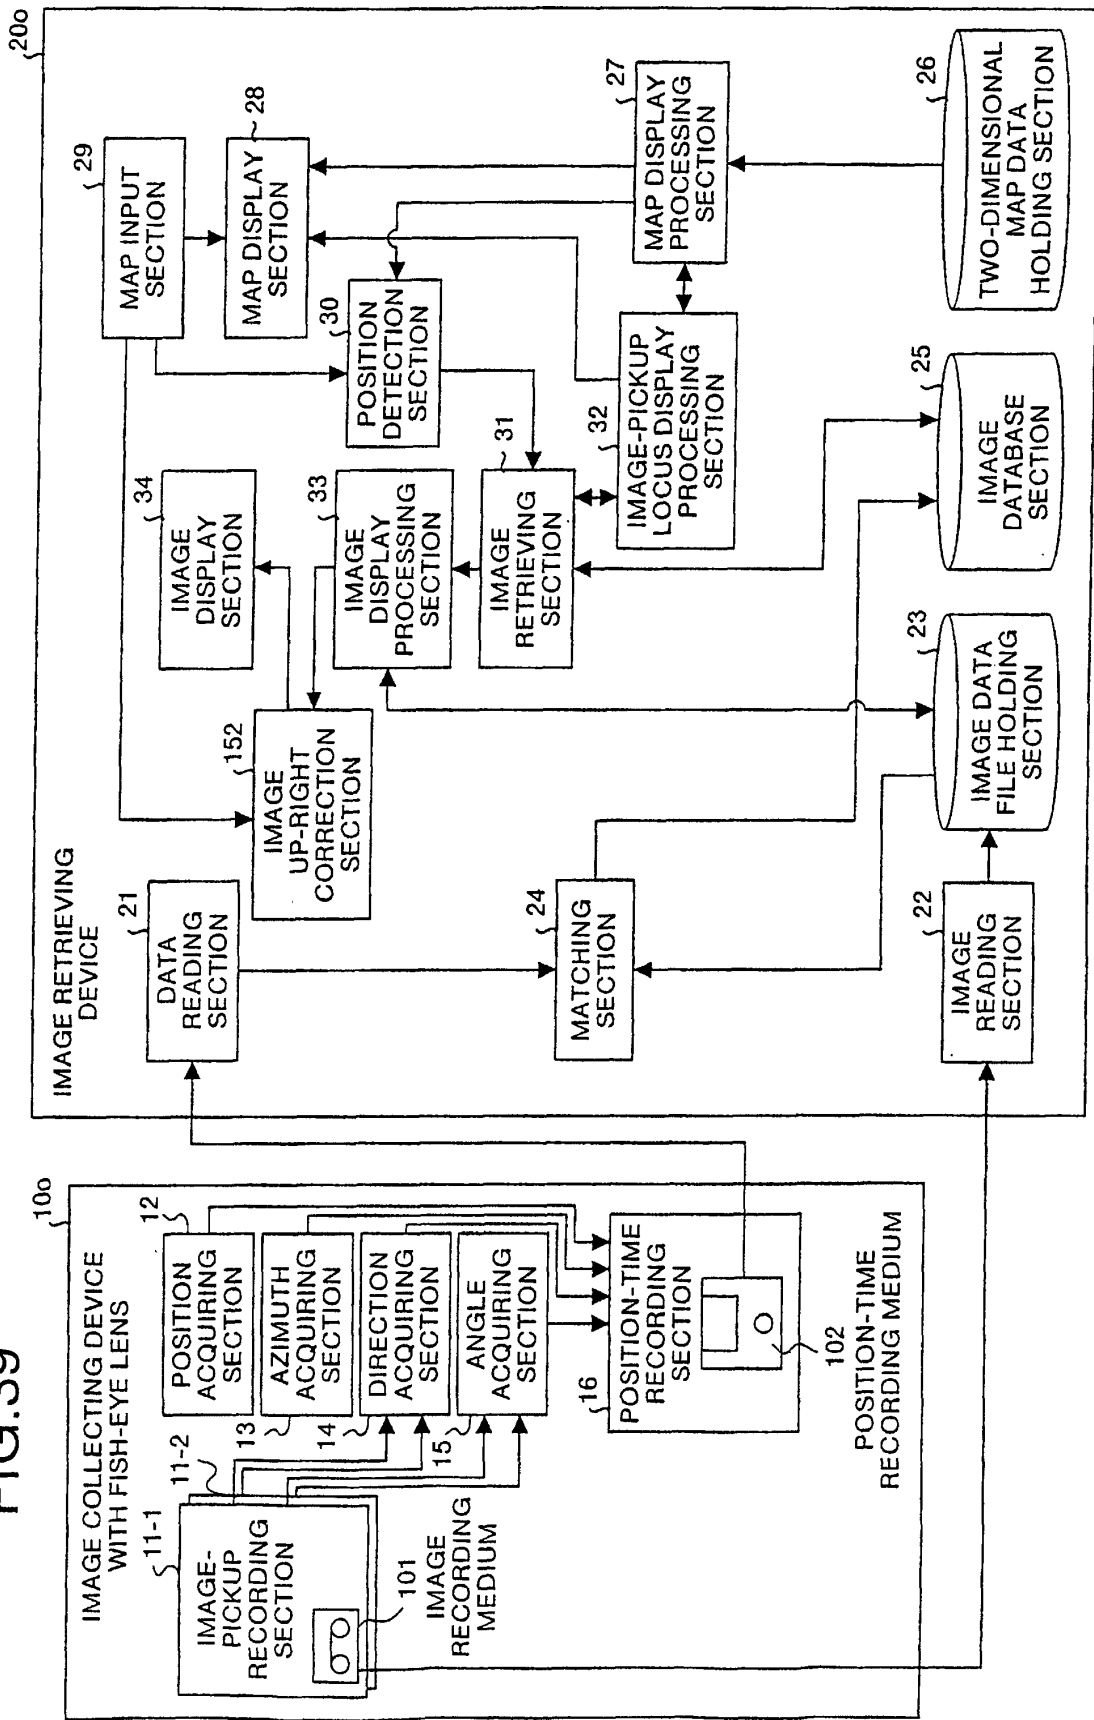 FIG.39
10o
IMAGE COLLECTING DEVICE
WITH FISH-EYE LENS
11-1
11-2
IMAGE-
PICKUP
RECORDING
SECTION
101
IMAGE
RECORDING
MEDIUM
12
POSITION
ACQUIRING
SECTION
13
AZIMUTH
ACQUIRING
SECTION
14
DIRECTION
ACQUIRING
SECTION
15
ANGLE
ACQUIRING
SECTION
16
POSITION-TIME
RECORDING
SECTION
102
POSITION-TIME
RECORDING MEDIUM
20o
IMAGE RETRIEVING
DEVICE
21
DATA
READING
SECTION
152
IMAGE
UP-RIGHT
CORRECTION
SECTION
24
MATCHING
SECTION
22
IMAGE
READING
SECTION
34
IMAGE
DISPLAY
SECTION
33
IMAGE
DISPLAY
PROCESSING
SECTION
31
IMAGE
RETRIEVING
SECTION
23
IMAGE DATA
FILE HOLDING
SECTION
29
MAP INPUT
SECTION
28
MAP DISPLAY
SECTION
30
POSITION
DETECTION
SECTION
32
IMAGE-PICKUP
LOCUS DISPLAY
PROCESSING
SECTION
25
IMAGE
DATABASE
SECTION
27
MAP DISPLAY
PROCESSING
SECTION
26
TWO-DIMENSIONAL
MAP DATA
HOLDING SECTION